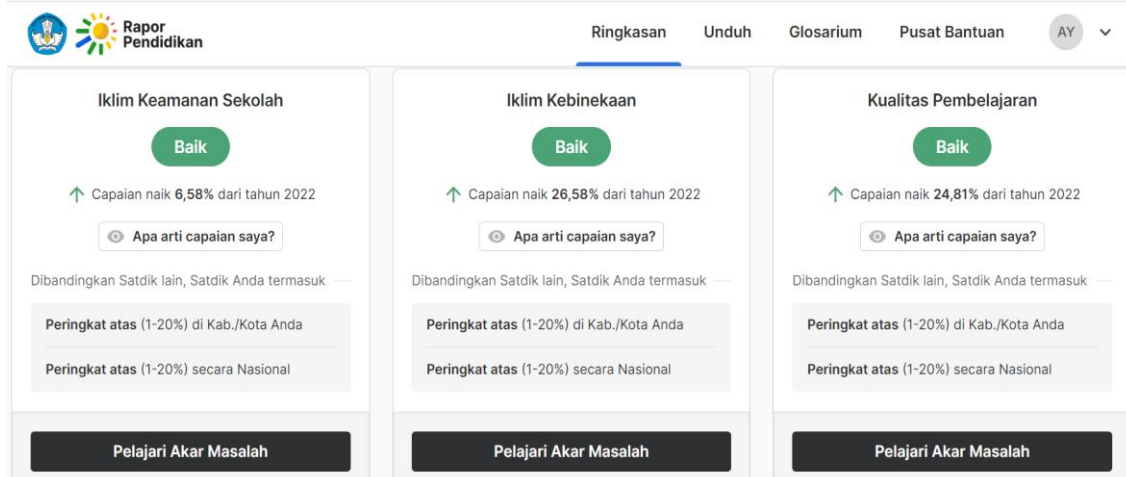 Rapor
Pendidikan
Ringkasan Unduh Glosarium Pusat Bantuan AY
Iklim Keamanan Sekolah
Baik
Capaian naik 6,58% dari tahun 2022
Apa arti capaian saya?
Dibandingkan Satdik lain, Satdik Anda termasuk
Peringkat atas (1-20%) di Kab./Kota Anda
Peringkat atas (1-20%) secara Nasional
Pelajari Akar Masalah
Iklim Kebinekaan
Baik
Capaian naik 26,58% dari tahun 2022
Apa arti capaian saya?
Dibandingkan Satdik lain, Satdik Anda termasuk
Peringkat atas (1-20%) di Kab./Kota Anda
Peringkat atas (1-20%) secara Nasional
Pelajari Akar Masalah
Kualitas Pembelajaran
Baik
Capaian naik 24,81% dari tahun 2022
Apa arti capaian saya?
Dibandingkan Satdik lain, Satdik Anda termasuk
Peringkat atas (1-20%) di Kab./Kota Anda
Peringkat atas (1-20%) secara Nasional
Pelajari Akar Masalah